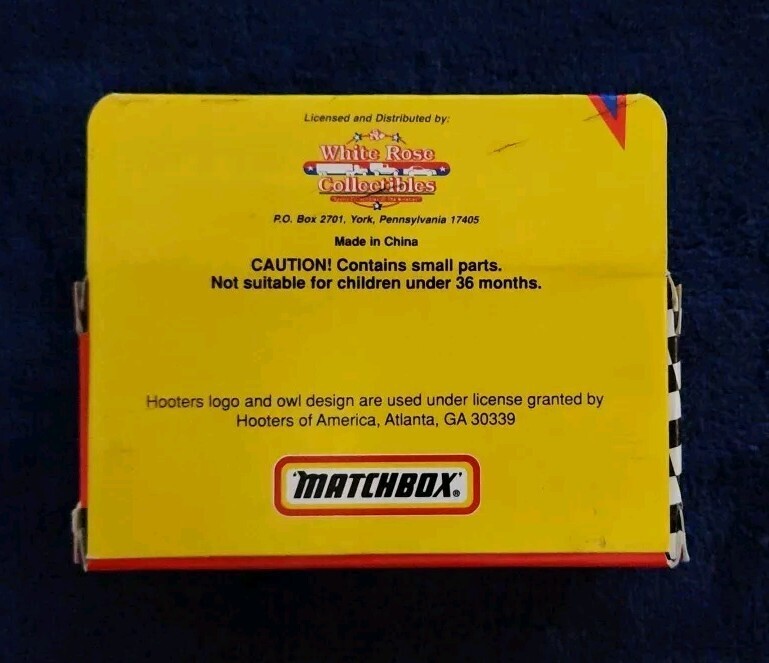 Licensed and Distributed by:
White Rose
Collectibles
P.O. Box 2701, York, Pennsylvania 17405
Made in China
CAUTION! Contains small parts.
Not suitable for children under 36 months.
Hooters logo and owl design are used under license granted by
Hooters of America, Atlanta, GA 30339
'MATCHBOX'®